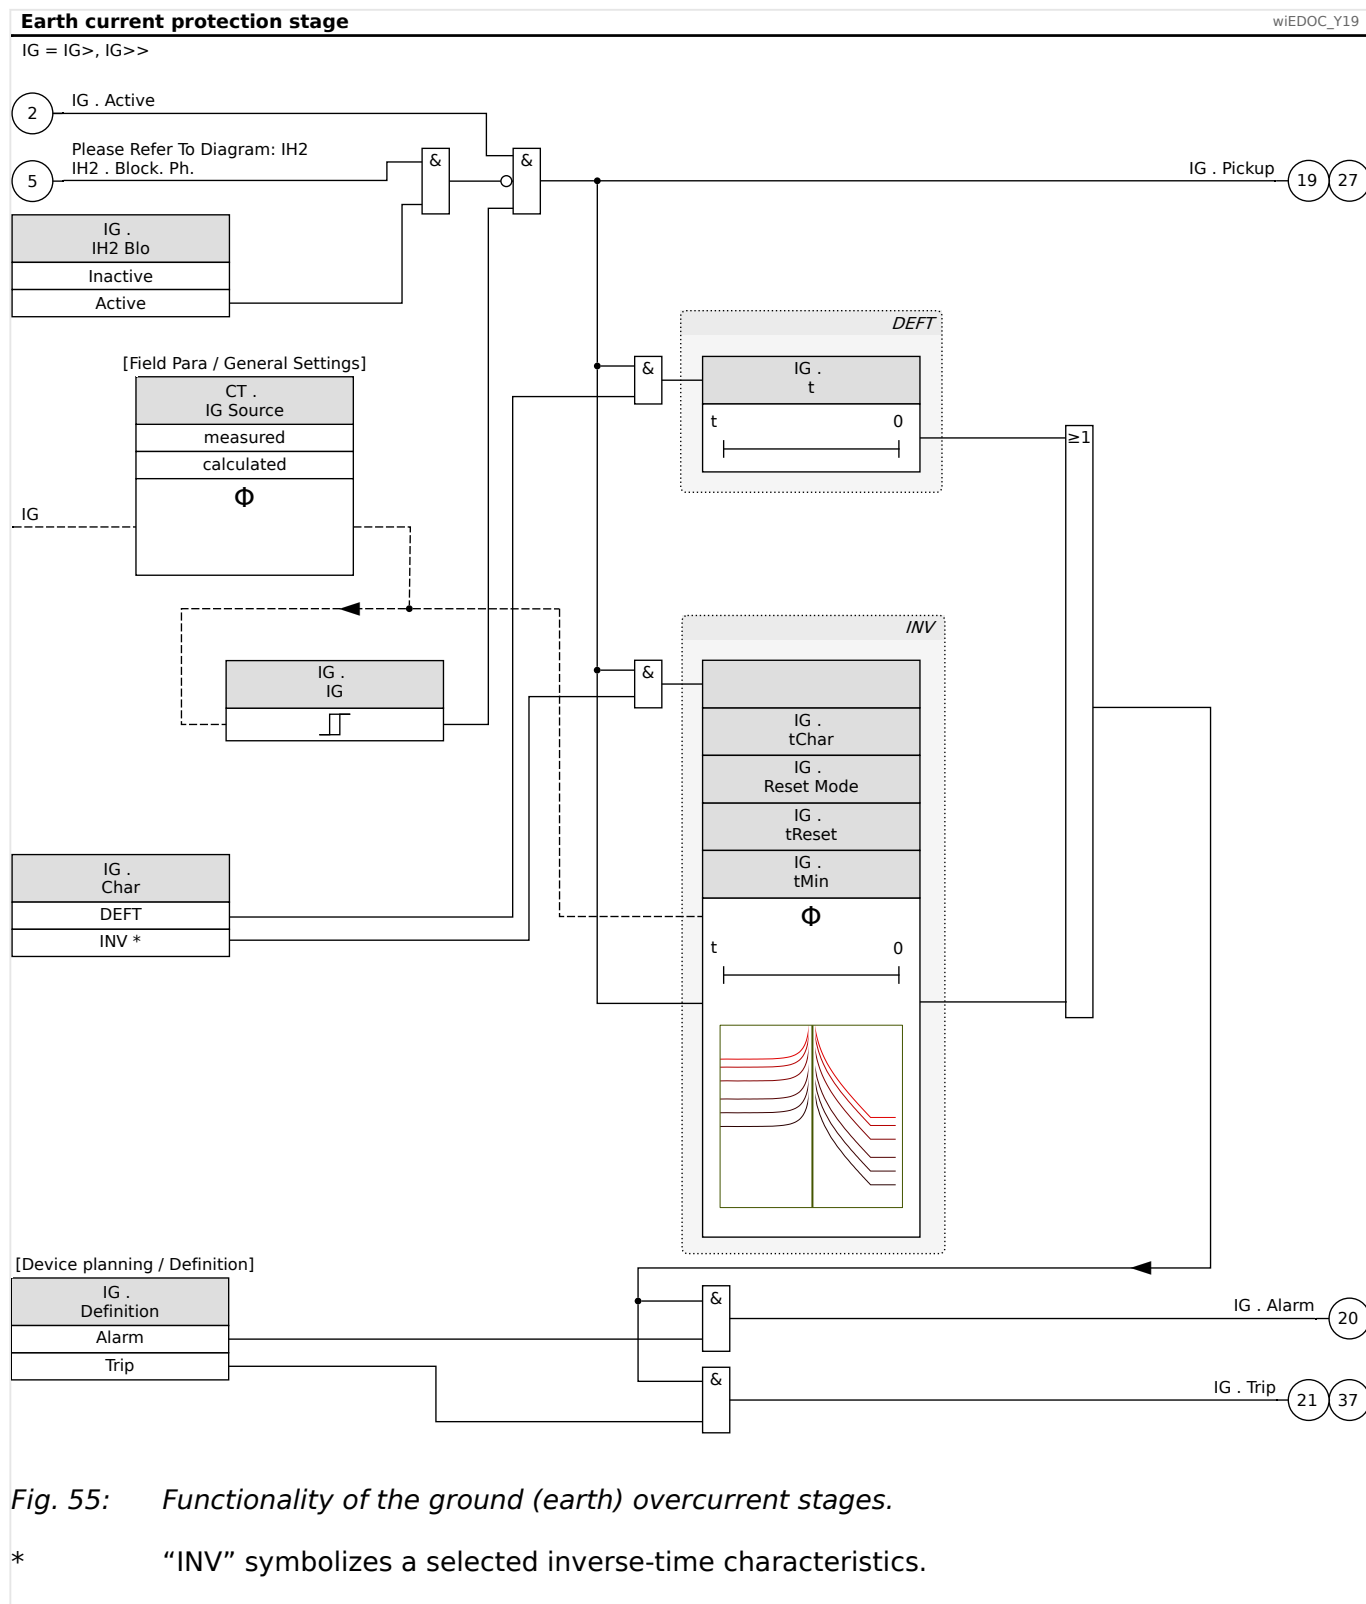 Earth current protection stage
wiEDOC_Y19
IG = IG>, IG>>
2
IG . Active
Please Refer To Diagram: IH2
5
IH2 . Block. Ph.
&
&
IG . Pickup
19
27
IG .
IH2 Blo
Inactive
Active
DEFT
[Field Para / General Settings]
CT .
IG Source
measured
calculated
Φ
IG
&
IG .
t
t
0
≥1
INV
IG .
IG
&
IG .
tChar
IG .
Reset Mode
IG .
tReset
IG .
tMin
Φ
t
0
IG .
Char
DEFT
INV *
[Device planning / Definition]
IG .
Definition
Alarm
Trip
&
IG . Alarm
20
&
IG . Trip
21
37
Fig. 55: Functionality of the ground (earth) overcurrent stages.
* “INV” symbolizes a selected inverse-time characteristics.